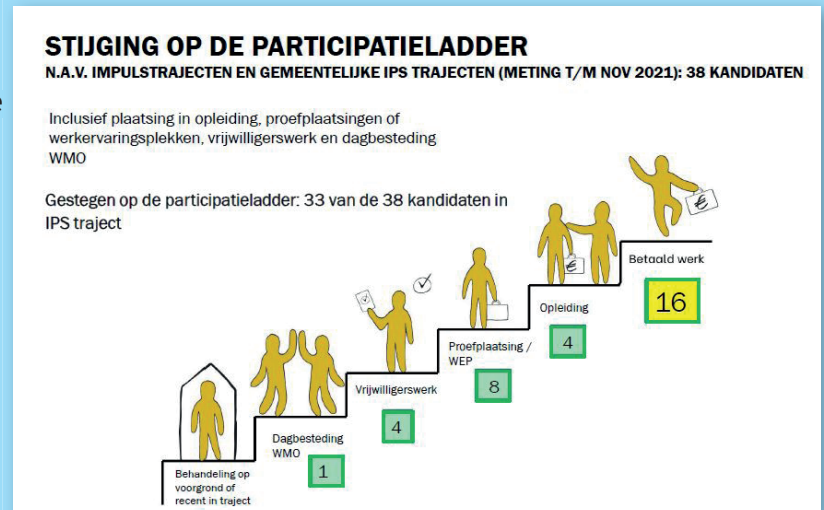 STIJGING OP DE PARTICIPATIELADDER
N.A.V. IMPULSTRAJECTEN EN GEMEENTELIJKE IPS TRAJECTEN (METING T/M NOV 2021): 38 KANDIDATEN
Inclusief plaatsing in opleiding, proefplaatsingen of
werkervaringsplekken, vrijwilligerswerk en dagbesteding
WMO
Gestegen op de participatieladder: 33 van de 38 kandidaten in
IPS traject
Behandeling op
voorgrond of
recent in traject
Dagbesteding
WMO
1
Vrijwilligerswerk
4
Proefplaatsing /
WEP
8
€
Opleiding
4
€
Betaald werk
16